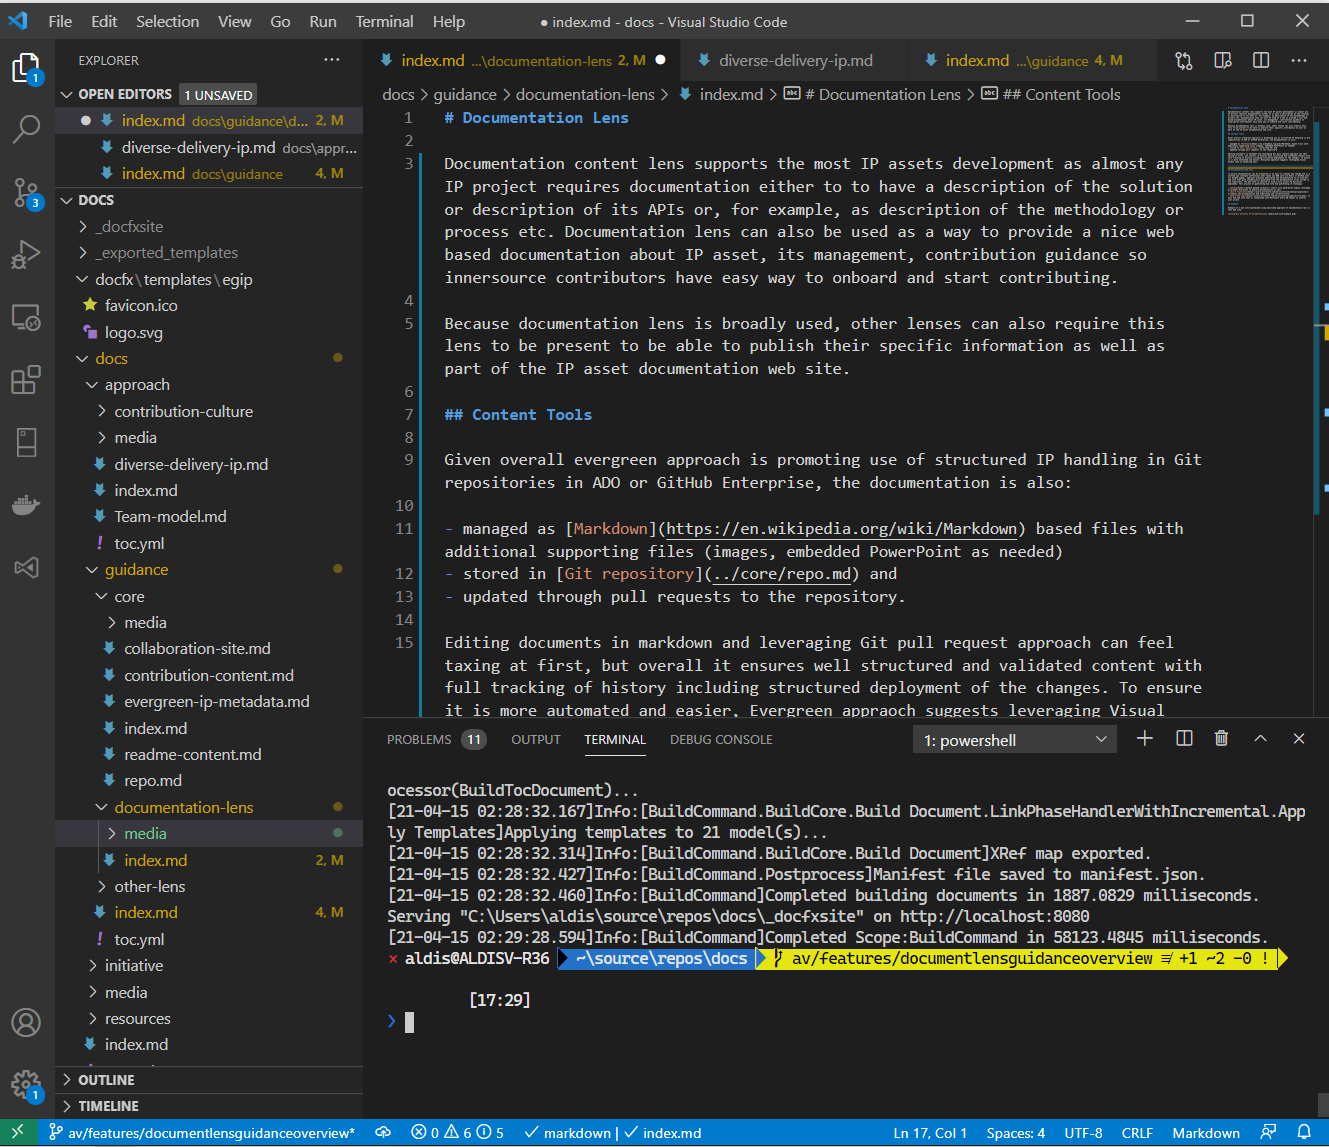 File Edit Selection View Go Run Terminal Help
● index.md - docs - Visual Studio Code
EXPLORER
OPEN EDITORS 1 UNSAVED
index.md docs\guidance\d... 2, M
diverse-delivery-ip.md docs\appr...
index.md docs\guidance 4, M
DOCS
_docfxsite
_exported_templates
docfx\templates\egip
favicon.ico
logo.svg
docs
approach
contribution-culture
media
diverse-delivery-ip.md
index.md
Team-model.md
! toc.yml
guidance
core
media
collaboration-site.md
contribution-content.md
evergreen-ip-metadata.md
index.md
readme-content.md
repo.md
documentation-lens
media
index.md 2, M
other-lens
index.md 4, M
! toc.yml
initiative
media
resources
index.md
OUTLINE
TIMELINE
1
3
1
index.md ...\documentation-lens 2, M ●
diverse-delivery-ip.md
index.md ...\guidance 4, M
docs > guidance > documentation-lens > index.md > # Documentation Lens > ## Content Tools
1 # Documentation Lens
2
3 Documentation content lens supports the most IP assets development as almost any
IP project requires documentation either to to have a description of the solution
or description of its APIs or, for example, as description of the methodology or
process etc. Documentation lens can also be used as a way to provide a nice web
based documentation about IP asset, its management, contribution guidance so
innersource contributors have easy way to onboard and start contributing.
4
5 Because documentation lens is broadly used, other lenses can also require this
lens to be present to be able to publish their specific information as well as
part of the IP asset documentation web site.
6
7 ## Content Tools
8
9 Given overall evergreen approach is promoting use of structured IP handling in Git
repositories in ADO or GitHub Enterprise, the documentation is also:
10
11 - managed as [Markdown](https://en.wikipedia.org/wiki/Markdown) based files with
additional supporting files (images, embedded PowerPoint as needed)
12 - stored in [Git repository](../core/repo.md) and
13 - updated through pull requests to the repository.
14
15 Editing documents in markdown and leveraging Git pull request approach can feel
taxing at first, but overall it ensures well structured and validated content with
full tracking of history including structured deployment of the changes. To ensure
it is more automated and easier, Evergreen appraoch suggests leveraging Visual
PROBLEMS 11 OUTPUT TERMINAL DEBUG CONSOLE
1: powershell
ocessor(BuildTocDocument)...
[21-04-15 02:28:32.167]Info:[BuildCommand.BuildCore.Build Document.LinkPhaseHandlerWithIncremental.App
ly Templates]Applying templates to 21 model(s)...
[21-04-15 02:28:32.314]Info:[BuildCommand.BuildCore.Build Document]XRef map exported.
[21-04-15 02:28:32.427]Info:[BuildCommand.Postprocess]Manifest file saved to manifest.json.
[21-04-15 02:28:32.460]Info:[BuildCommand]Completed building documents in 1887.0829 milliseconds.
Serving "C:\Users\aldis\source\repos\docs\_docfxsite" on http://localhost:8080
[21-04-15 02:29:28.594]Info:[BuildCommand]Completed Scope:BuildCommand in 58123.4845 milliseconds.
× aldis@ALDISV-R36 ~\source\repos\docs av/features/documentlensguidanceoverview ≢ +1 ~2 -0 !
[17:29]
❯
av/features/documentlensguidanceoverview* 0 6 5 markdown | index.md
Ln 17, Col 1 Spaces: 4 UTF-8 CRLF Markdown